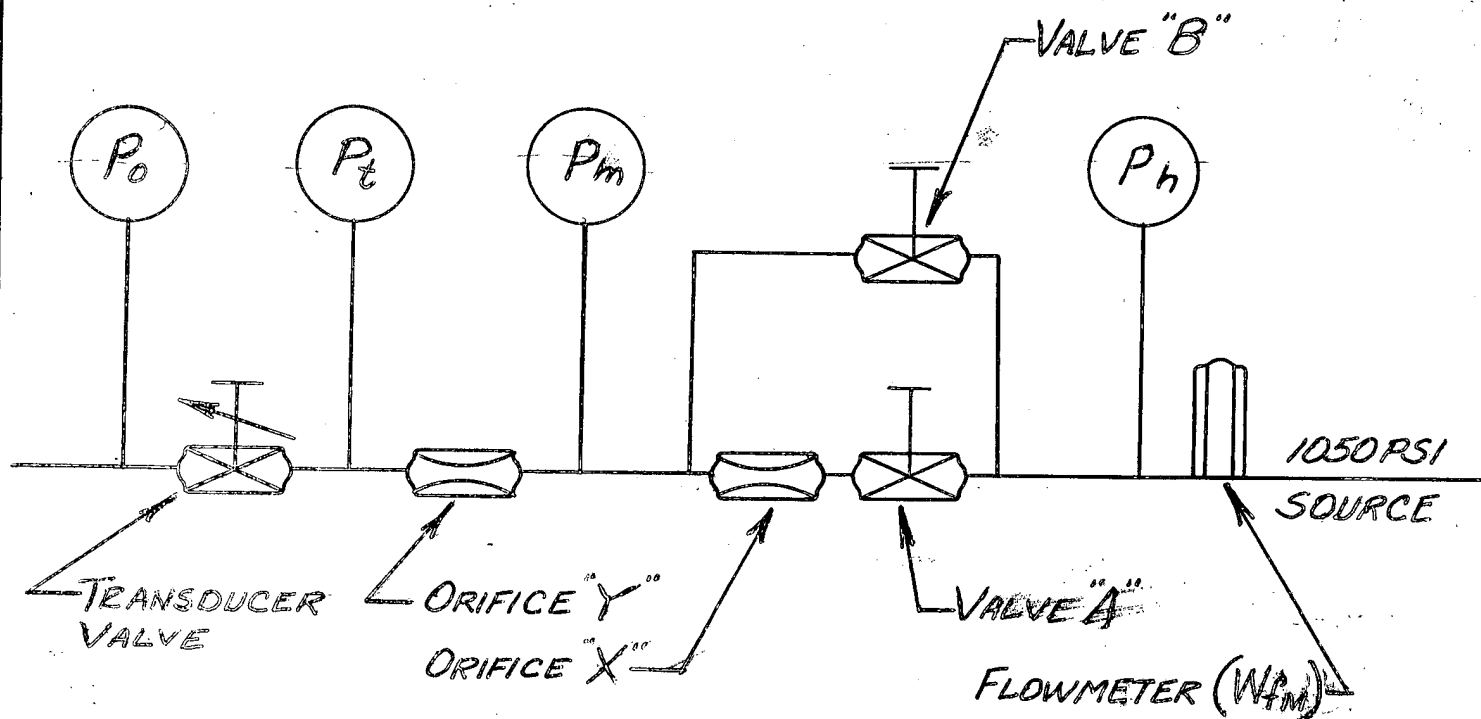 VALVE "B"
Po
Pt
Pm
Ph
1050 PSI
SOURCE
TRANSDUCER
VALVE
ORIFICE "Y"
ORIFICE "X"
VALVE "A"
FLOWMETER (WfM)